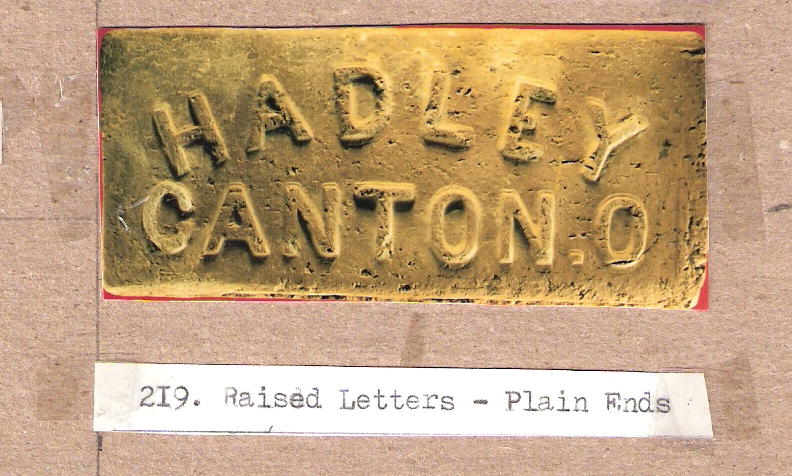 HADLEY
CANTON.O
219. Raised Letters - Plain Ends